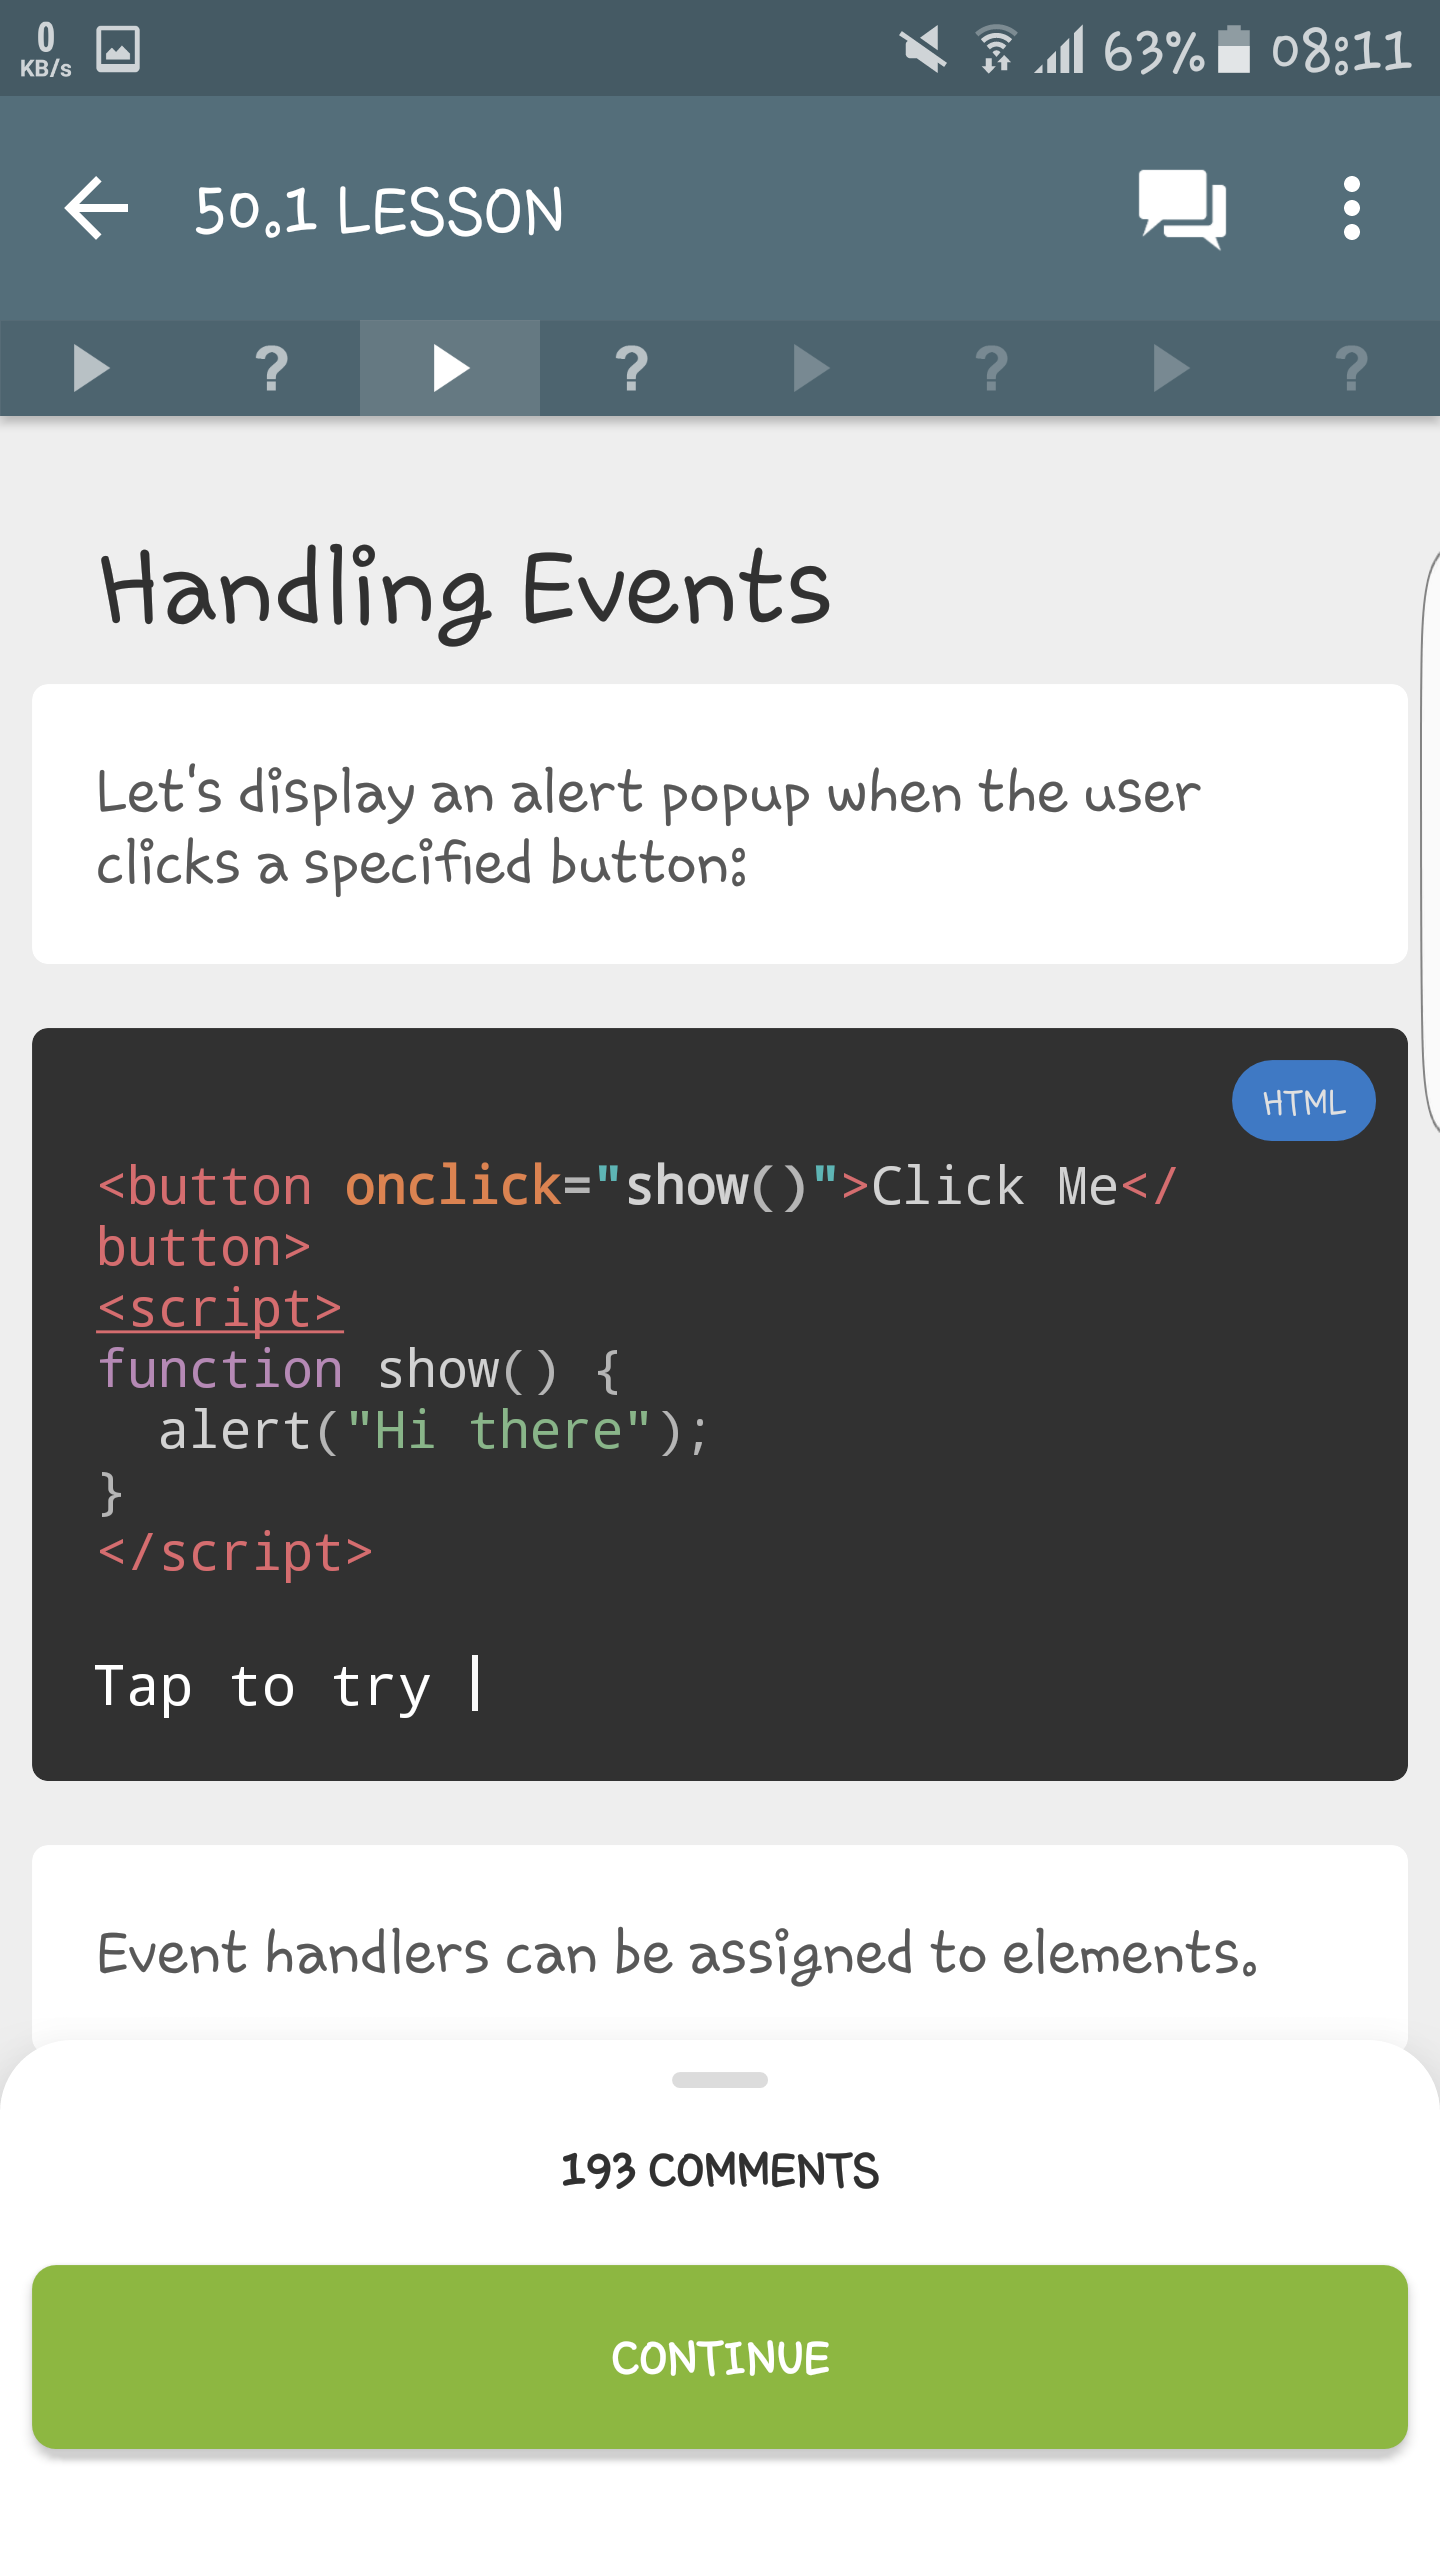 0
KB/s
63% 08:11
50.1 LESSON
? ? ? ?
Handling Events
Let's display an alert popup when the user
clicks a specified button:
HTML
<button onclick="show()">Click Me</
button>
<script>
function show() {
  alert("Hi there");
}
</script>
Tap to try
Event handlers can be assigned to elements.
193 COMMENTS
CONTINUE